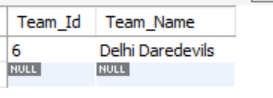 Team_Id Team_Name
6 Delhi Daredevils
NULL NULL